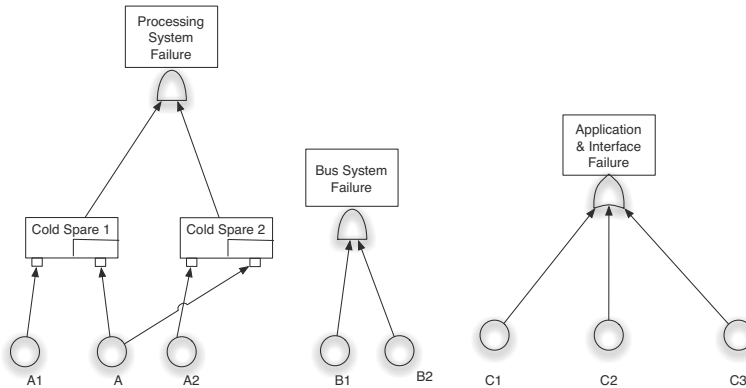 Processing
System
Failure
Cold Spare 1
Cold Spare 2
A1
A
A2
Bus System
Failure
B1
B2
Application
& Interface
Failure
C1
C2
C3